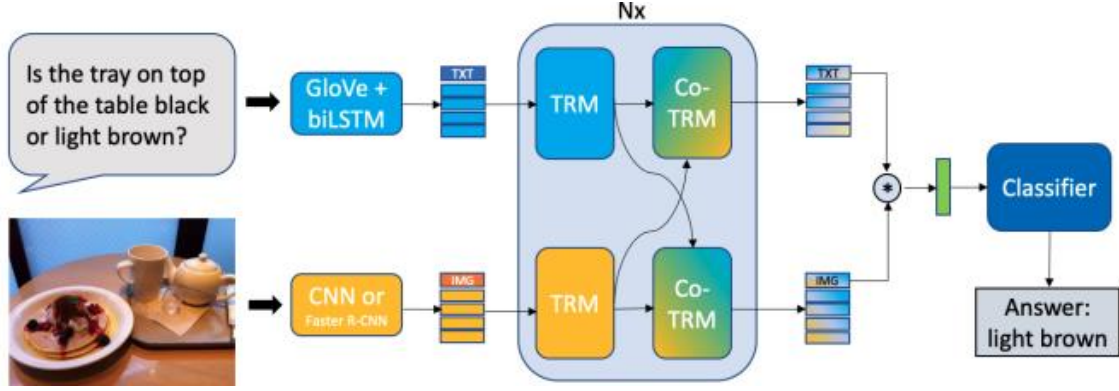 Nx
Is the tray on top
of the table black
or light brown?
GloVe +
biLSTM
TXT
TRM
Co-
TRM
TXT
*
Classifier
CNN or
Faster R-CNN
IMG
TRM
Co-
TRM
IMG
Answer:
light brown